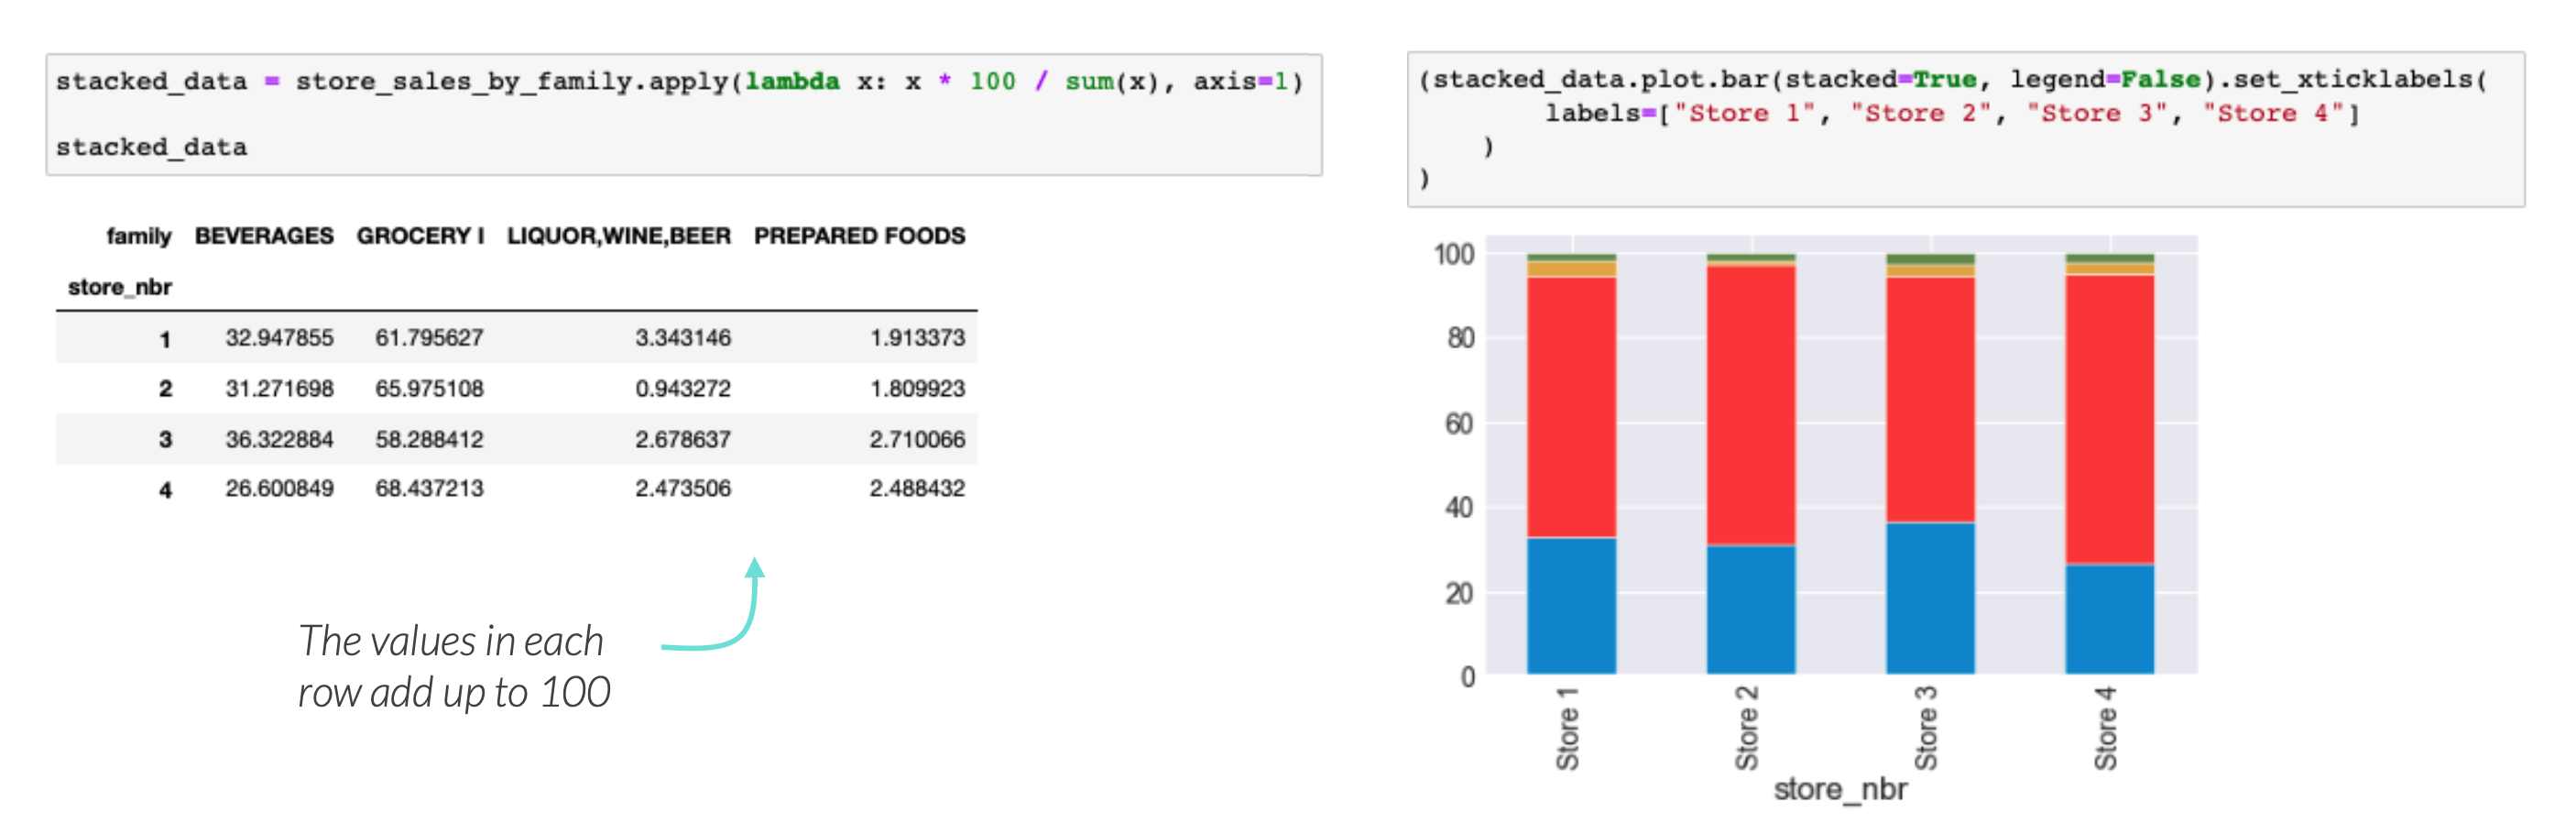 stacked_data = store_sales_by_family.apply(lambda x: x * 100 / sum(x), axis=1)
stacked_data
family BEVERAGES GROCERY I LIQUOR,WINE,BEER PREPARED FOODS
store_nbr
1 32.947855 61.795627 3.343146 1.913373
2 31.271698 65.975108 0.943272 1.809923
3 36.322884 58.288412 2.678637 2.710066
4 26.600849 68.437213 2.473506 2.488432
The values in each
row add up to 100
(stacked_data.plot.bar(stacked=True, legend=False).set_xticklabels(
labels=["Store 1", "Store 2", "Store 3", "Store 4"]
)
)
100
80
60
40
20
0
Store 1
Store 2
Store 3
Store 4
store_nbr